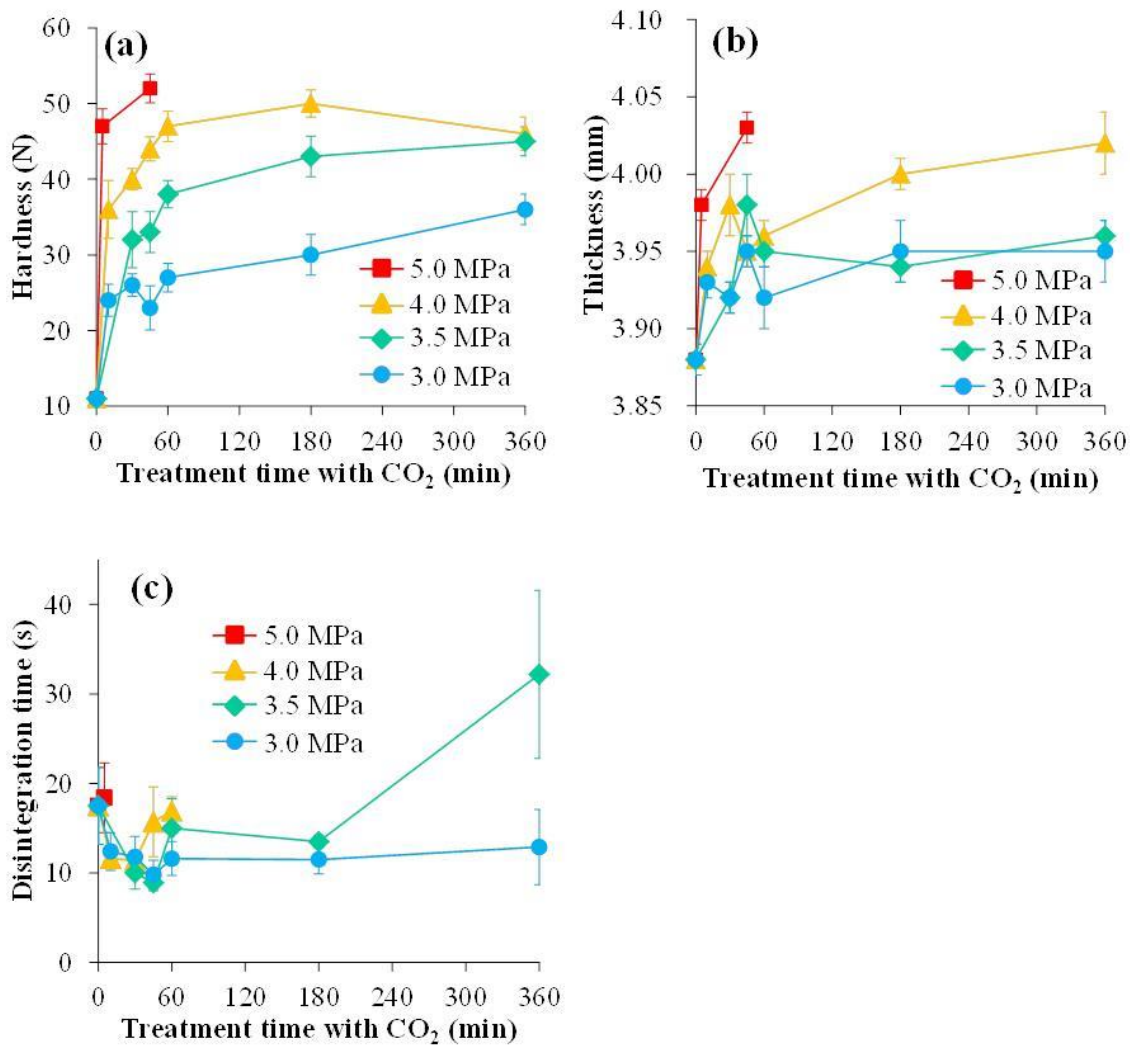 (a)
Hardness (N)
60
50
40
30
20
10
0 60 120 180 240 300 360
Treatment time with CO2 (min)
5.0 MPa
4.0 MPa
3.5 MPa
3.0 MPa
(b)
Thickness (mm)
4.10
4.05
4.00
3.95
3.90
3.85
0 60 120 180 240 300 360
Treatment time with CO2 (min)
5.0 MPa
4.0 MPa
3.5 MPa
3.0 MPa
(c)
Disintegration time (s)
40
30
20
10
0
0 60 120 180 240 300 360
Treatment time with CO2 (min)
5.0 MPa
4.0 MPa
3.5 MPa
3.0 MPa